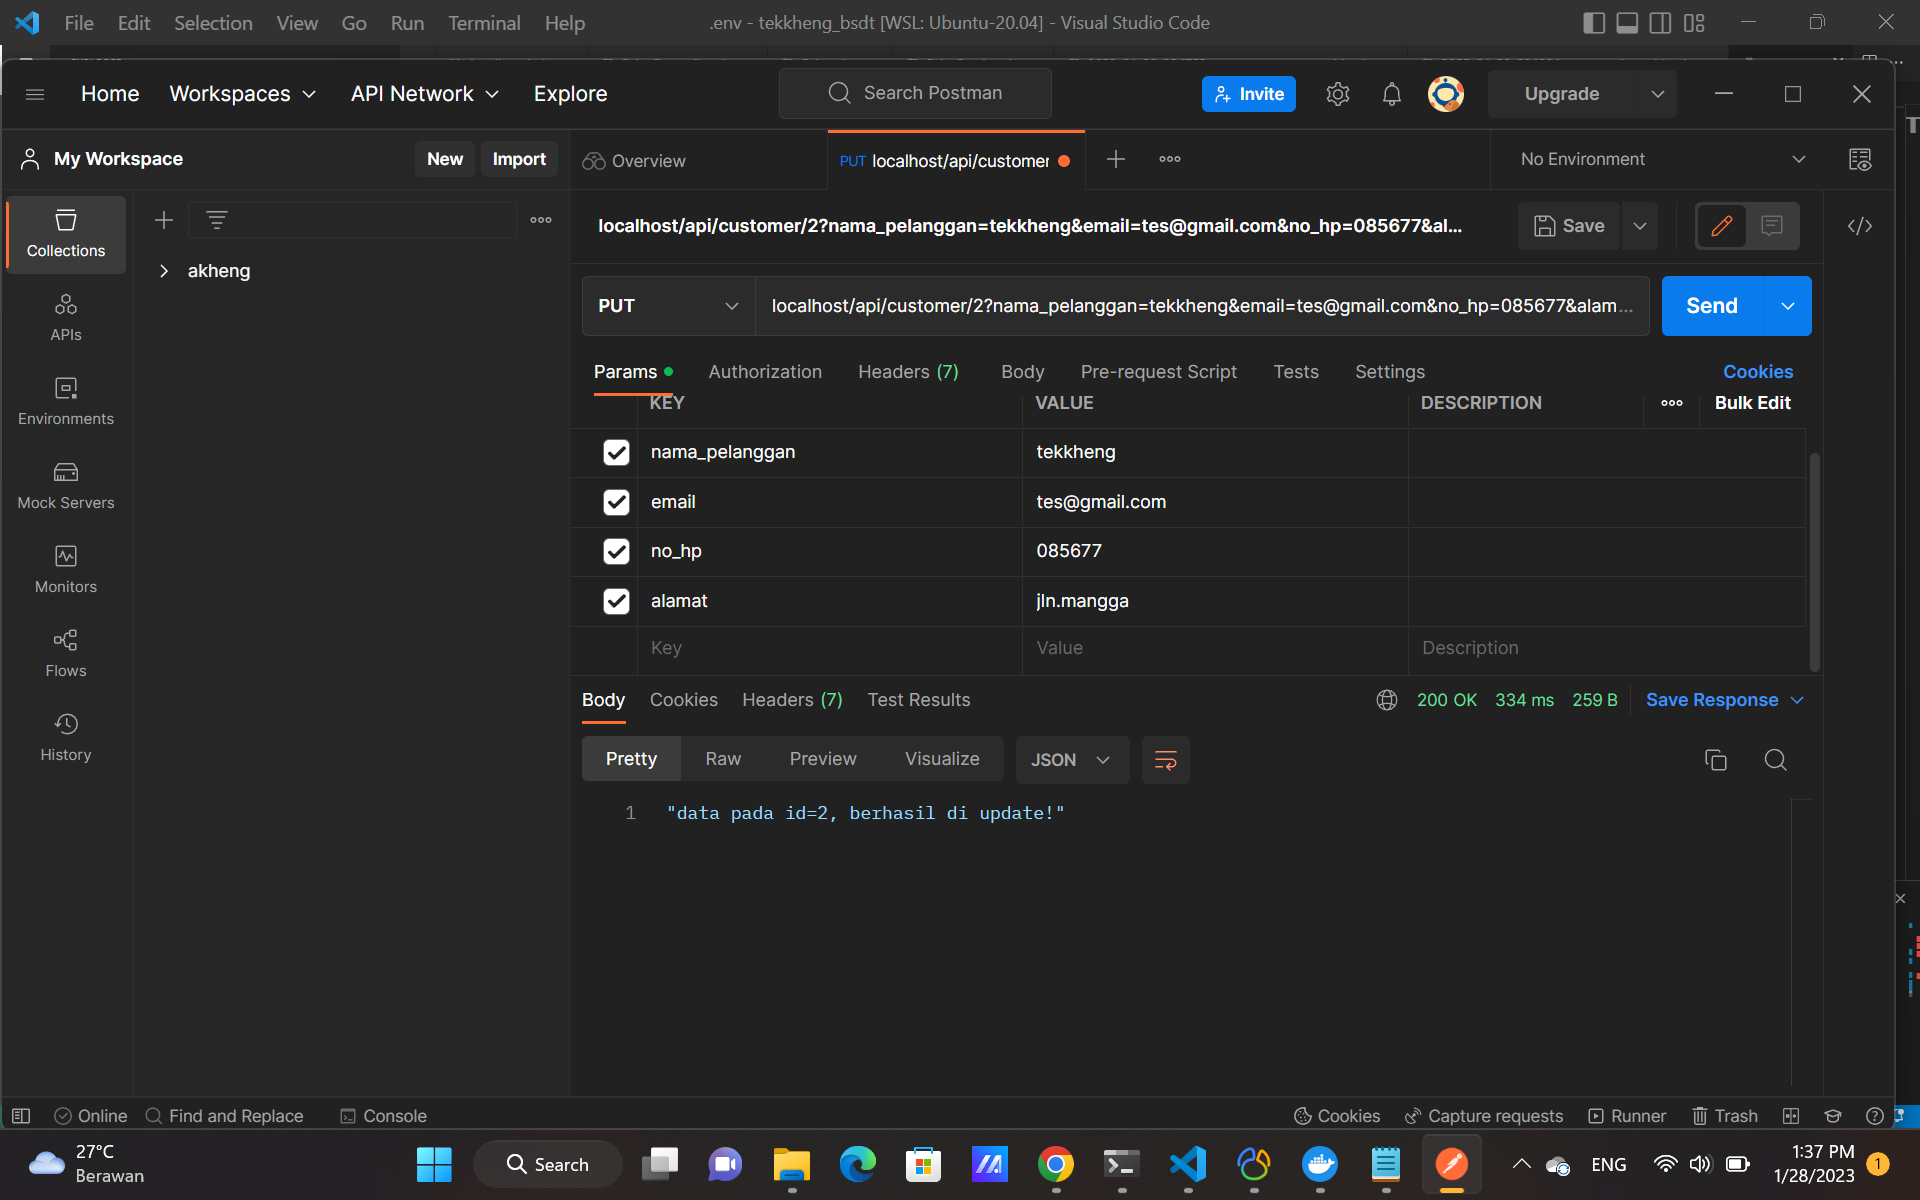 File Edit Selection View Go Run Terminal Help .env - tekkheng_bsdt [WSL: Ubuntu-20.04] - Visual Studio Code
Home Workspaces API Network Explore Search Postman Invite Upgrade
My Workspace New Import Overview PUT localhost/api/customer No Environment
Collections
akheng
APIs
Environments
Mock Servers
Monitors
Flows
History
localhost/api/customer/2?nama_pelanggan=tekkheng&email=tes@gmail.com&no_hp=085677&al... Save </>
PUT localhost/api/customer/2?nama_pelanggan=tekkheng&email=tes@gmail.com&no_hp=085677&alam... Send
Params Authorization Headers (7) Body Pre-request Script Tests Settings Cookies
KEY VALUE DESCRIPTION Bulk Edit
nama_pelanggan tekkheng
email tes@gmail.com
no_hp 085677
alamat jln.mangga
Key Value Description
Body Cookies Headers (7) Test Results 200 OK 334 ms 259 B Save Response
Pretty Raw Preview Visualize JSON
1 "data pada id=2, berhasil di update!"
Online Find and Replace Console Cookies Capture requests Runner Trash
27°C
Berawan
Search
ENG
1:37 PM
1/28/2023
1